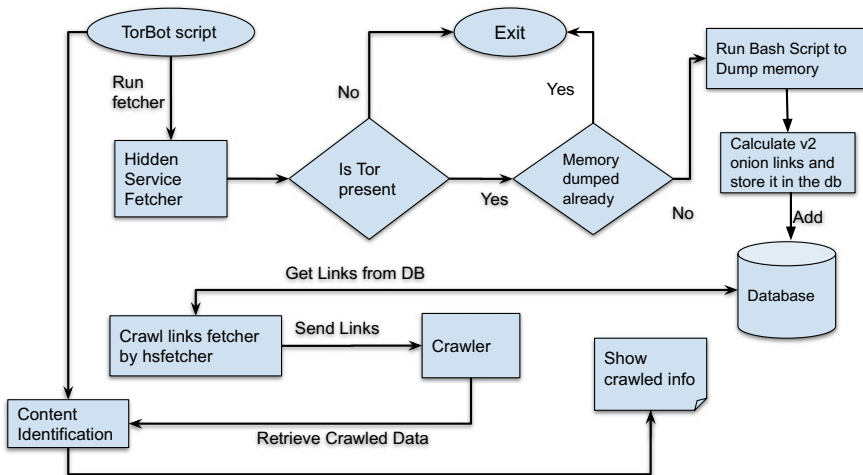 TorBot script
Exit
Run Bash Script to
Dump memory
Run
fetcher
No
Yes
No
Hidden
Service
Fetcher
Is Tor
present
Yes
Memory
dumped
already
Calculate v2
onion links and
store it in the db
Add
Get Links from DB
Database
Crawl links fetcher
by hsfetcher
Send Links
Crawler
Show
crawled info
Content
Identification
Retrieve Crawled Data